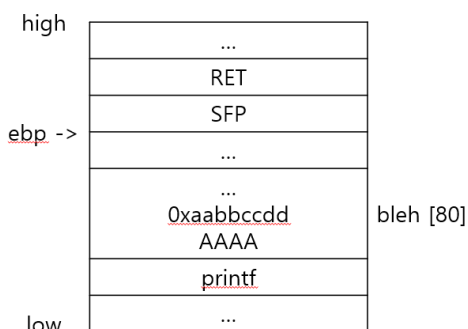 high
...
RET
SFP
ebp ->
...
...
0xaabbccdd
bleh [80]
AAAA
printf
...
low